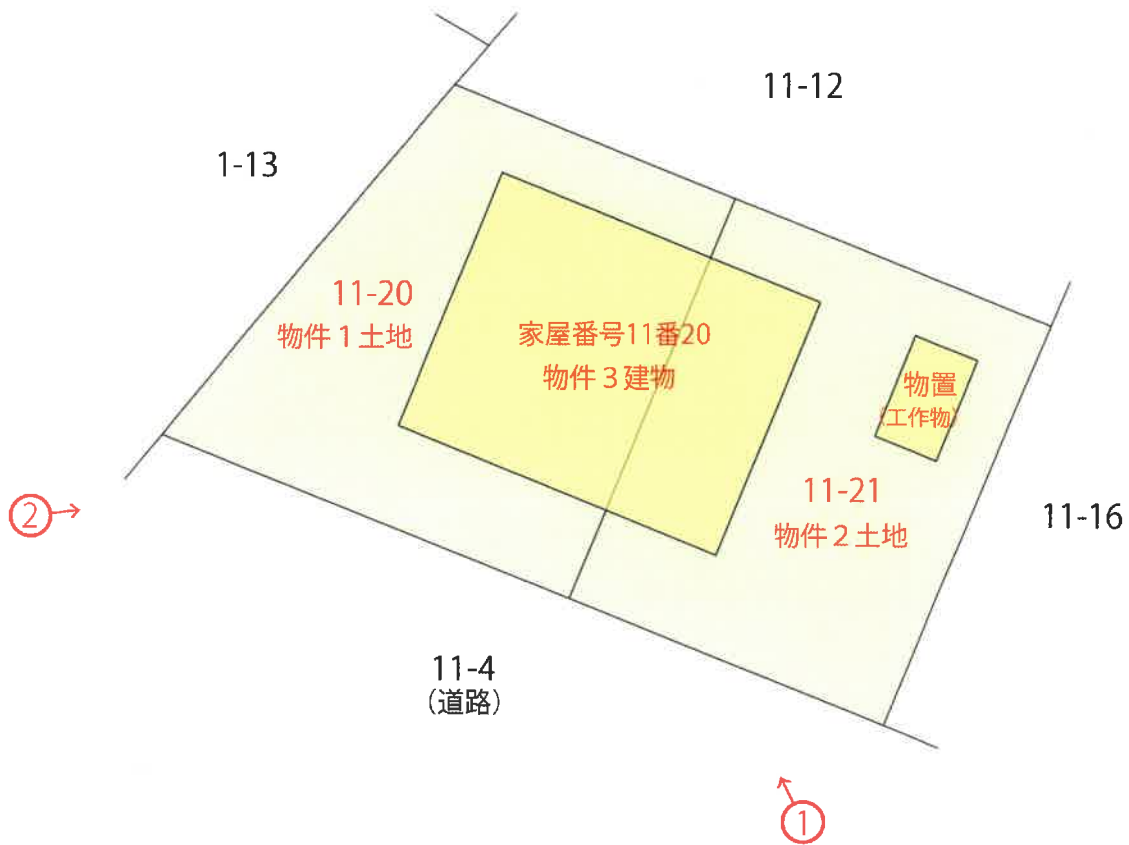 11-12
1-13
11-20
物件1土地
家屋番号11番20
物件3建物
物置
(工作物)
11-21
物件2土地
11-16
②
11-4
(道路)
①